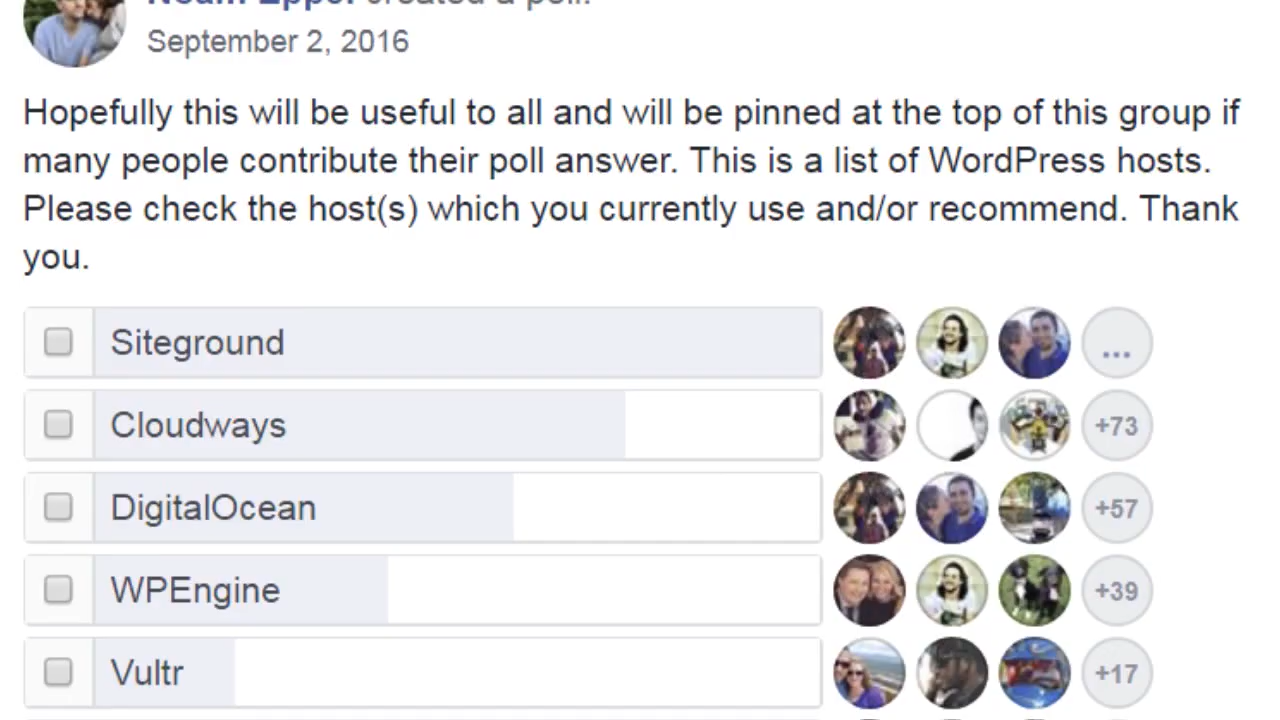 created a poll.
September 2, 2016
Hopefully this will be useful to all and will be pinned at the top of this group if
many people contribute their poll answer. This is a list of WordPress hosts.
Please check the host(s) which you currently use and/or recommend. Thank
you.
Siteground ...
Cloudways +73
DigitalOcean +57
WPEngine +39
Vultr +17